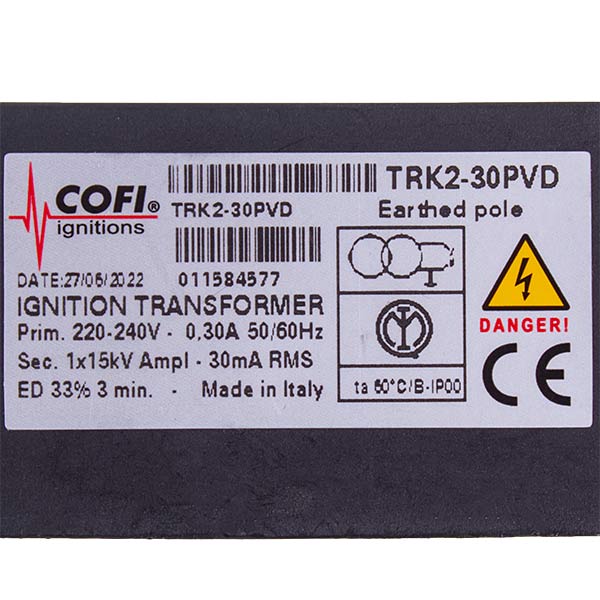 COFI®
ignitions
TRK2-30PVD
TRK2-30PVD
Earthed pole
DATE:27/06/2022
011584577
IGNITION TRANSFORMER
Prim. 220-240V - 0,30A 50/60Hz
Sec. 1x15kV Ampl - 30mA RMS
ED 33% 3 min. - Made in Italy
ta 60°C/B-IP00
DANGER!
CE